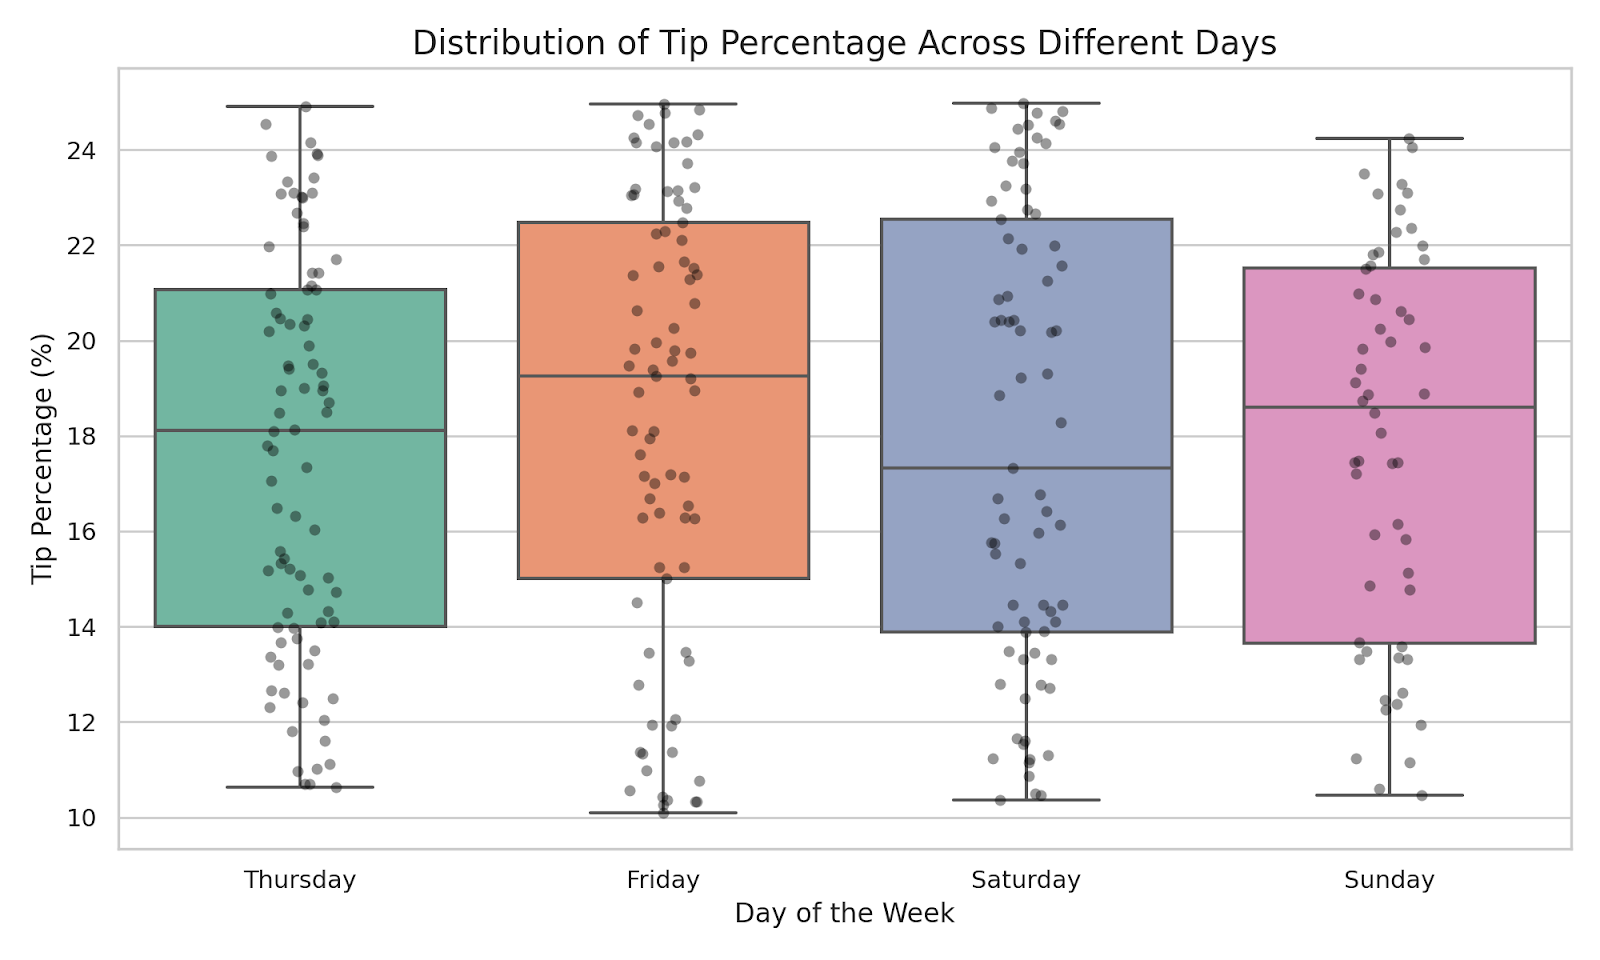 Distribution of Tip Percentage Across Different Days
Tip Percentage (%)
24
22
20
18
16
14
12
10
Thursday Friday Saturday Sunday
Day of the Week